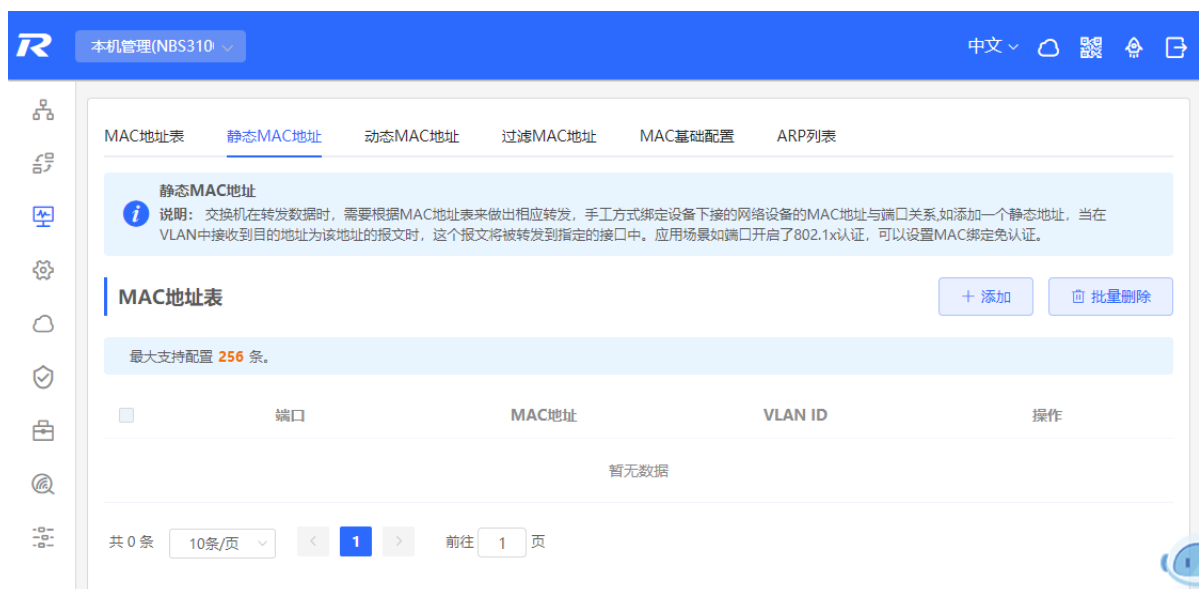 本机管理(NBS310 中文
MAC地址表 静态MAC地址 动态MAC地址 过滤MAC地址 MAC基础配置 ARP列表
静态MAC地址
说明: 交换机在转发数据时，需要根据MAC地址表来做出相应转发，手工方式绑定设备下接的网络设备的MAC地址与端口关系,如添加一个静态地址，当在
VLAN中接收到目的地址为该地址的报文时，这个报文将被转发到指定的接口中。应用场景如端口开启了802.1x认证，可以设置MAC绑定免认证。
MAC地址表 + 添加 批量删除
最大支持配置 256 条。
端口 MAC地址 VLAN ID 操作
暂无数据
共 0 条 10条/页 < 1 > 前往 1 页